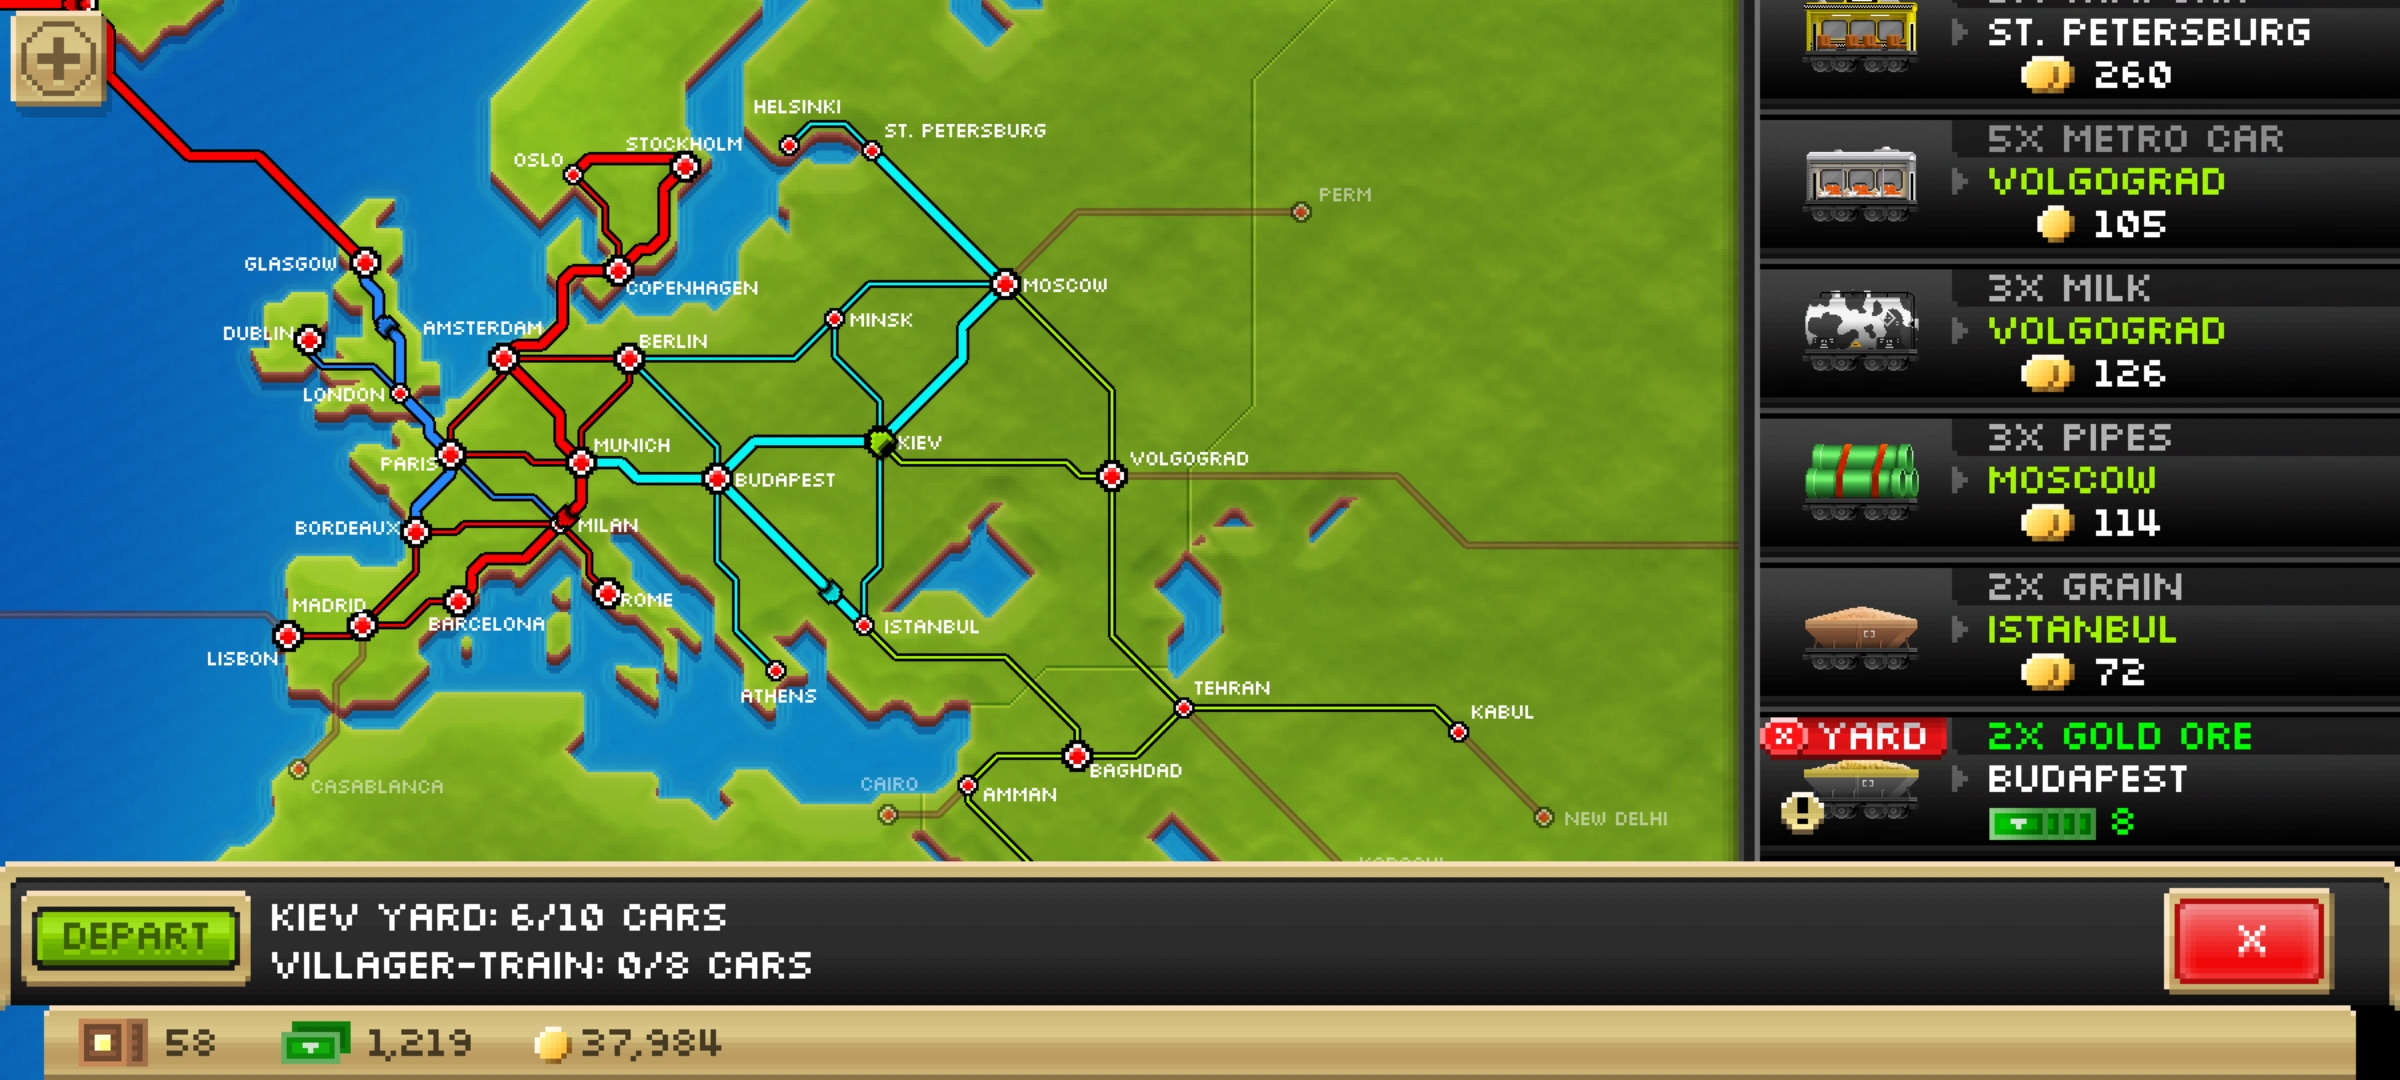 HELSINKI
ST. PETERSBURG
STOCKHOLM
OSLO
PERM
GLASGOW
COPENHAGEN
MOSCOW
DUBLIN
AMSTERDAM
BERLIN
MINSK
LONDON
MUNICH
KIEV
PARIS
BUDAPEST
VOLGOGRAD
BORDEAUX
MILAN
MADRID
ROME
BARCELONA
ISTANBUL
LISBON
ATHENS
TEHRAN
KABUL
CASABLANCA
CAIRO
BAGHDAD
AMMAN
NEW DELHI
ST. PETERSBURG
260
5X METRO CAR
VOLGOGRAD
105
3X MILK
VOLGOGRAD
126
3X PIPES
MOSCOW
114
2X GRAIN
ISTANBUL
72
X YARD
2X GOLD ORE
BUDAPEST
! 8
DEPART
KIEV YARD: 6/10 CARS
VILLAGER-TRAIN: 0/8 CARS
X
58 1,219 37,984